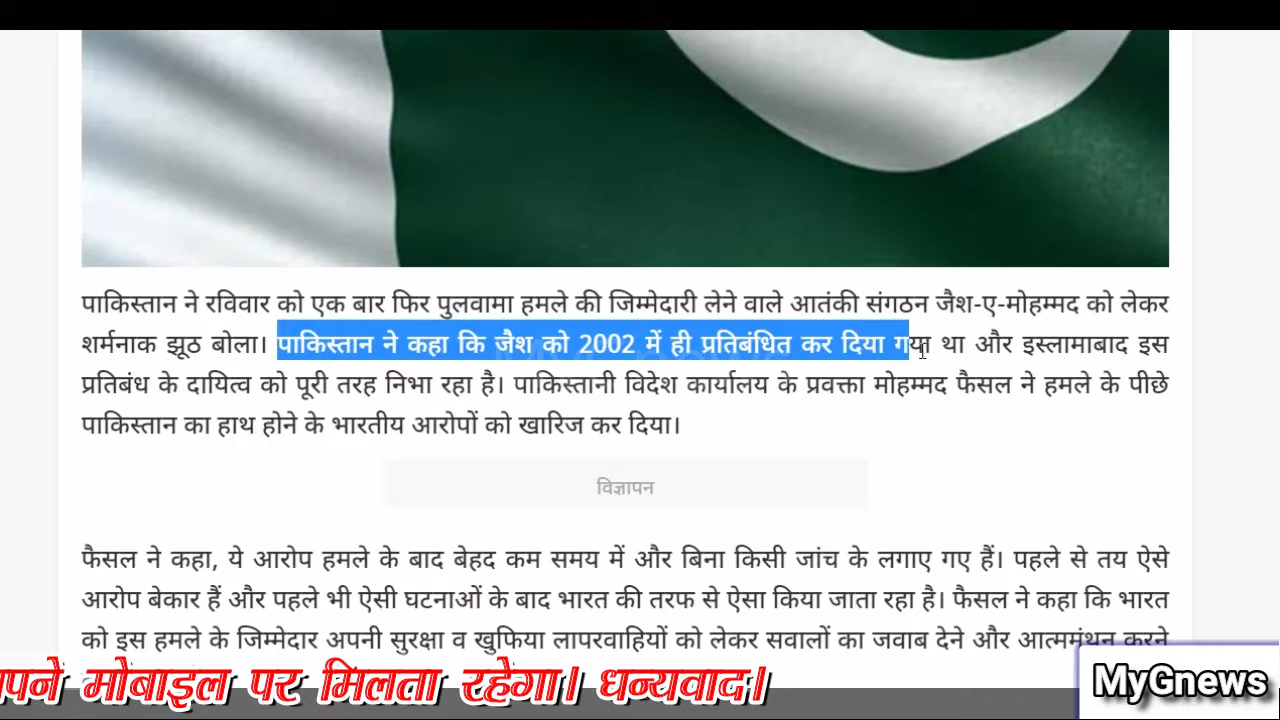 पाकिस्तान ने रविवार को एक बार फिर पुलवामा हमले की जिम्मेदारी लेने वाले आतंकी संगठन जैश-ए-मोहम्मद को लेकर
शर्मनाक झूठ बोला। पाकिस्तान ने कहा कि जैश को 2002 में ही प्रतिबंधित कर दिया गया था और इस्लामाबाद इस
प्रतिबंध के दायित्व को पूरी तरह निभा रहा है। पाकिस्तानी विदेश कार्यालय के प्रवक्ता मोहम्मद फैसल ने हमले के पीछे
पाकिस्तान का हाथ होने के भारतीय आरोपों को खारिज कर दिया।
विज्ञापन
फैसल ने कहा, ये आरोप हमले के बाद बेहद कम समय में और बिना किसी जांच के लगाए गए हैं। पहले से तय ऐसे
आरोप बेकार हैं और पहले भी ऐसी घटनाओं के बाद भारत की तरफ से ऐसा किया जाता रहा है। फैसल ने कहा कि भारत
को इस हमले के जिम्मेदार अपनी सुरक्षा व खुफिया लापरवाहियों को लेकर सवालों का जवाब देने और आत्ममंथन करने
पने मोबाइल पर मिलता रहेगा। धन्यवाद।
MyGnews